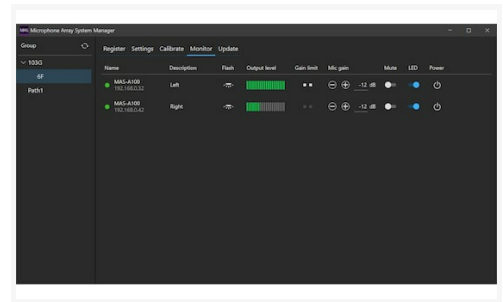 MAS Microphone Array System Manager
Group
Register Settings Calibrate Monitor Update
103G
6F
Path1
Name Description Flash Output level Gain limit Mic gain Mute LED Power
MAS-A100 Left -12 dB
192.168.0.32
MAS-A100 Right -12 dB
192.168.0.42